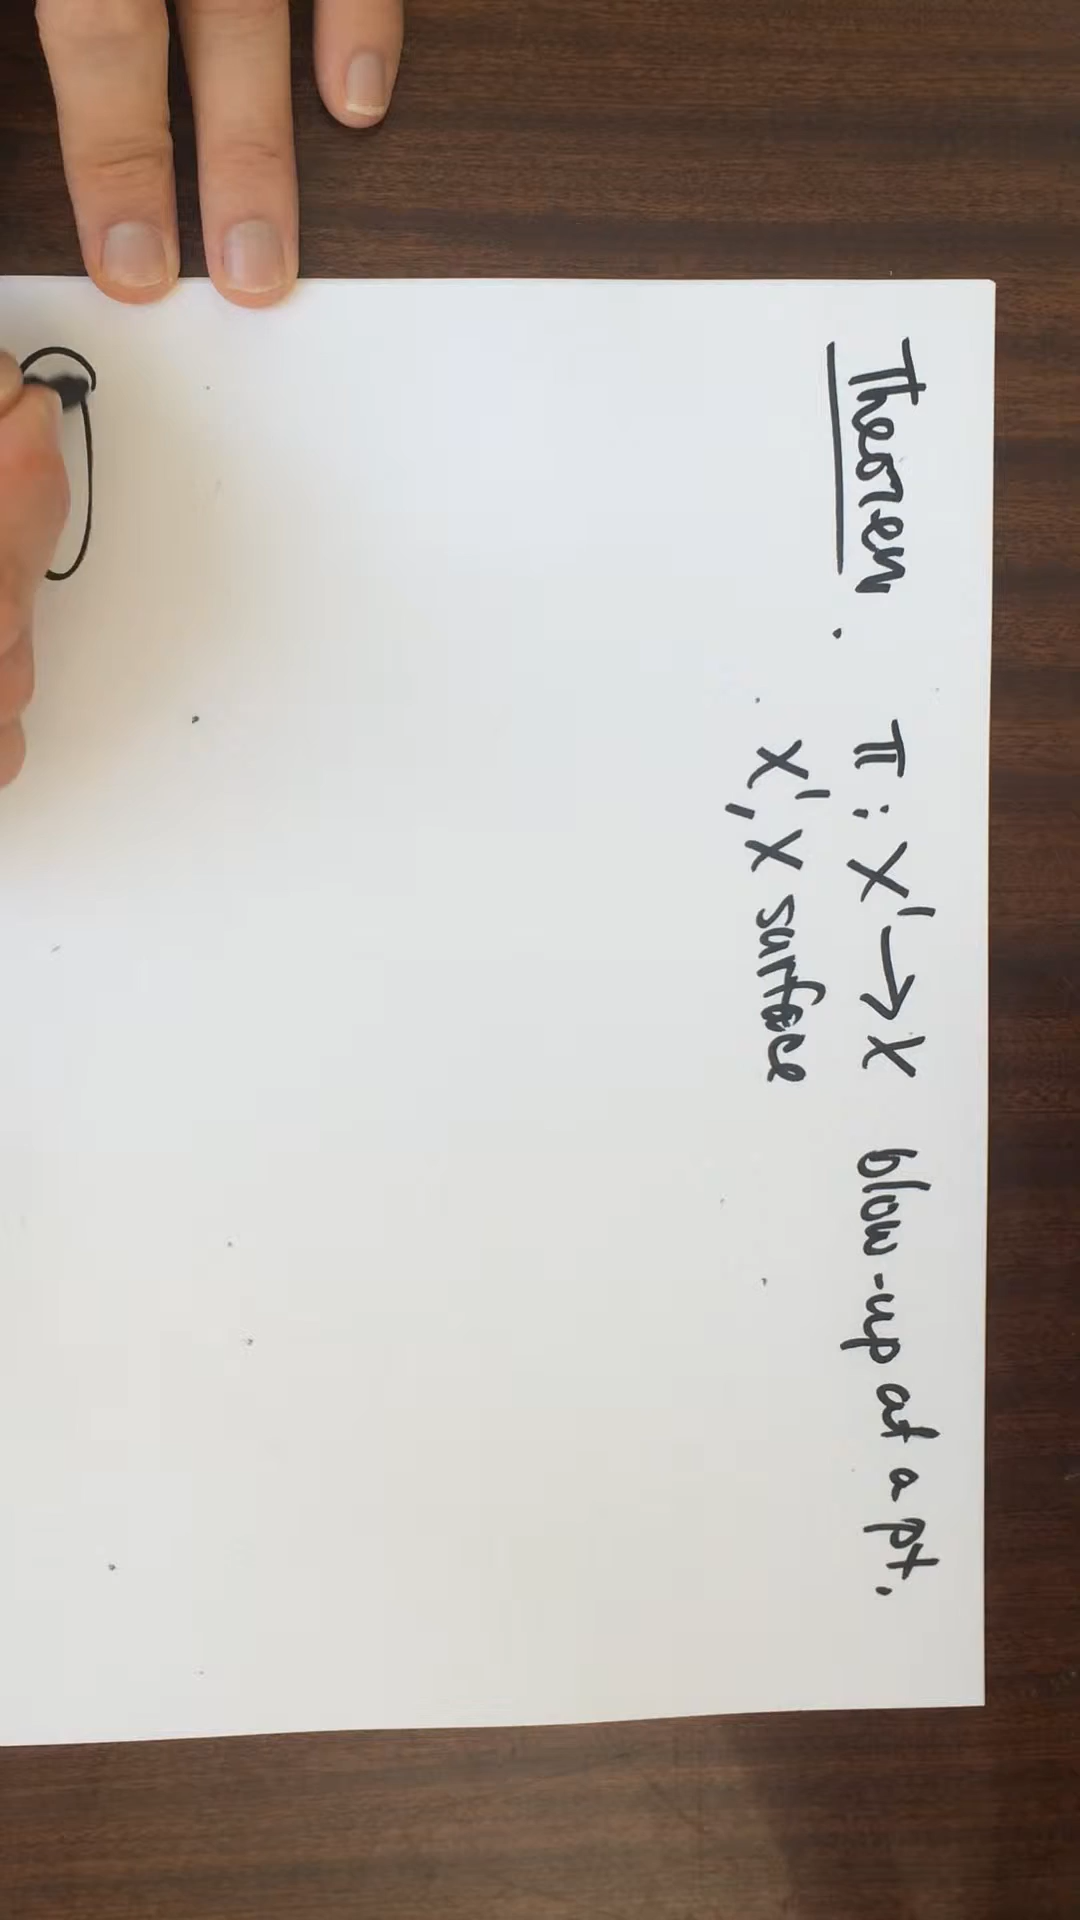 Theorem. π: X' → X blow-up at a pt.
X', X surface